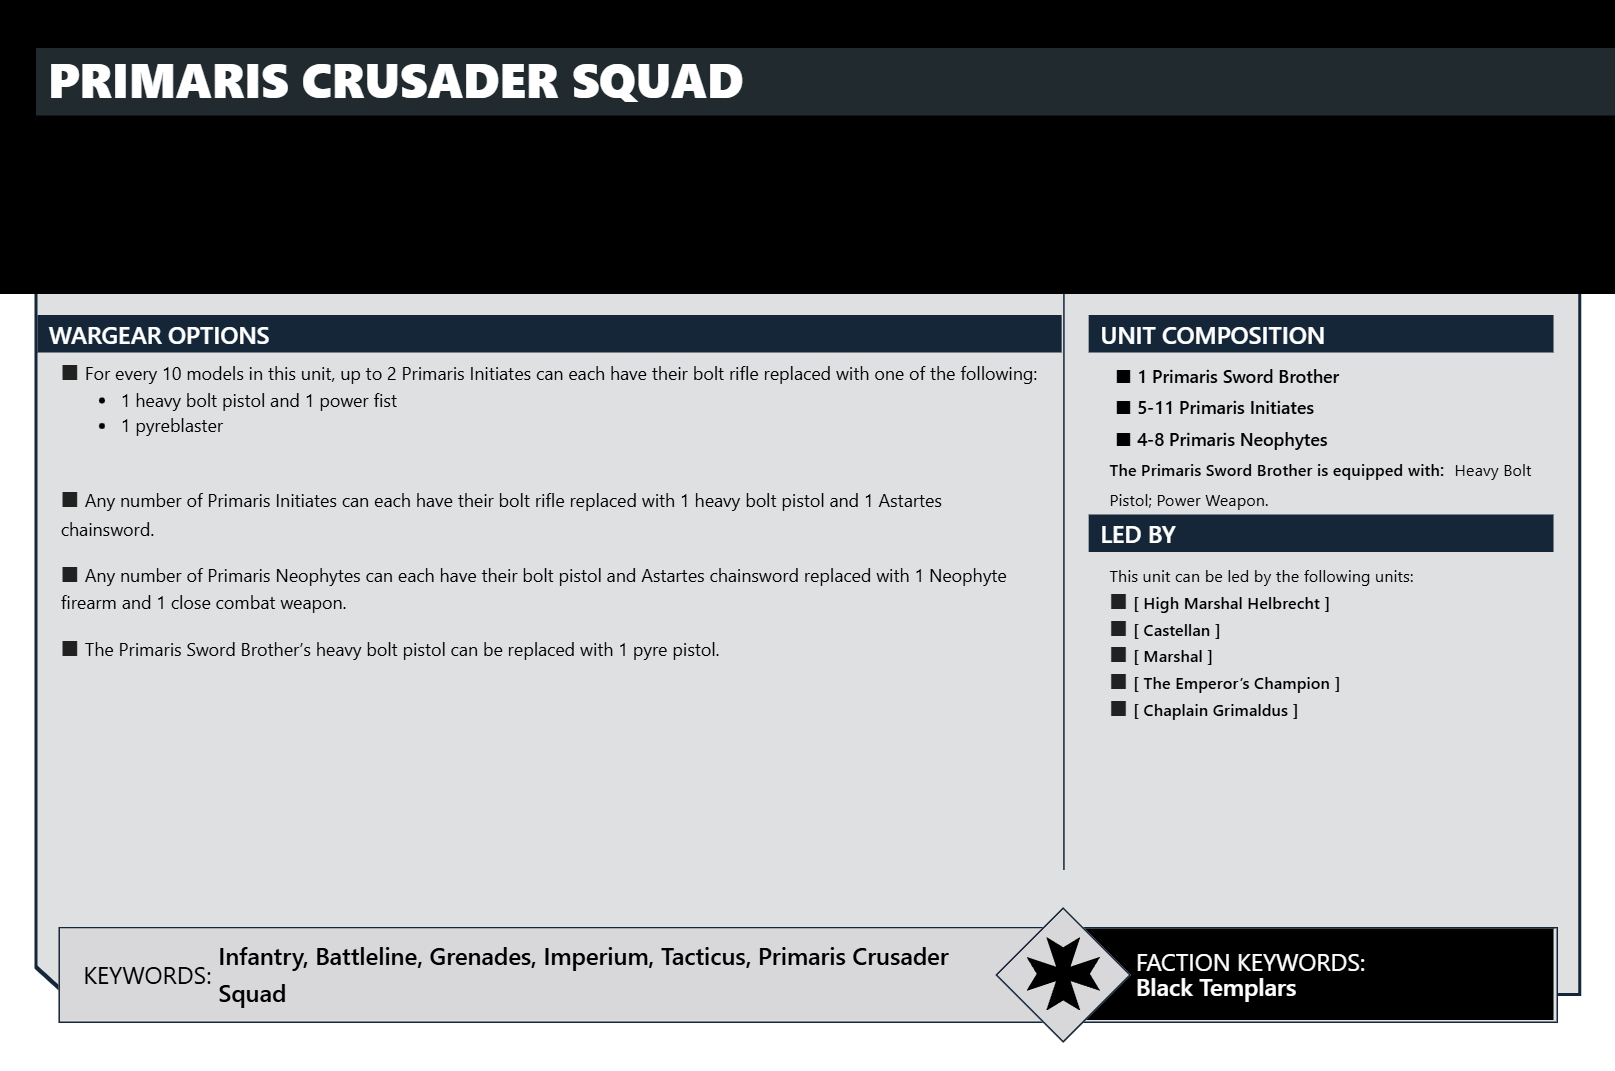 PRIMARIS CRUSADER SQUAD
WARGEAR OPTIONS
■ For every 10 models in this unit, up to 2 Primaris Initiates can each have their bolt rifle replaced with one of the following:
• 1 heavy bolt pistol and 1 power fist
• 1 pyreblaster
■ Any number of Primaris Initiates can each have their bolt rifle replaced with 1 heavy bolt pistol and 1 Astartes
chainsword.
■ Any number of Primaris Neophytes can each have their bolt pistol and Astartes chainsword replaced with 1 Neophyte
firearm and 1 close combat weapon.
■ The Primaris Sword Brother’s heavy bolt pistol can be replaced with 1 pyre pistol.
UNIT COMPOSITION
■ 1 Primaris Sword Brother
■ 5-11 Primaris Initiates
■ 4-8 Primaris Neophytes
The Primaris Sword Brother is equipped with: Heavy Bolt
Pistol; Power Weapon.
LED BY
This unit can be led by the following units:
■ [ High Marshal Helbrecht ]
■ [ Castellan ]
■ [ Marshal ]
■ [ The Emperor’s Champion ]
■ [ Chaplain Grimaldus ]
KEYWORDS: Infantry, Battleline, Grenades, Imperium, Tacticus, Primaris Crusader
Squad
FACTION KEYWORDS:
Black Templars